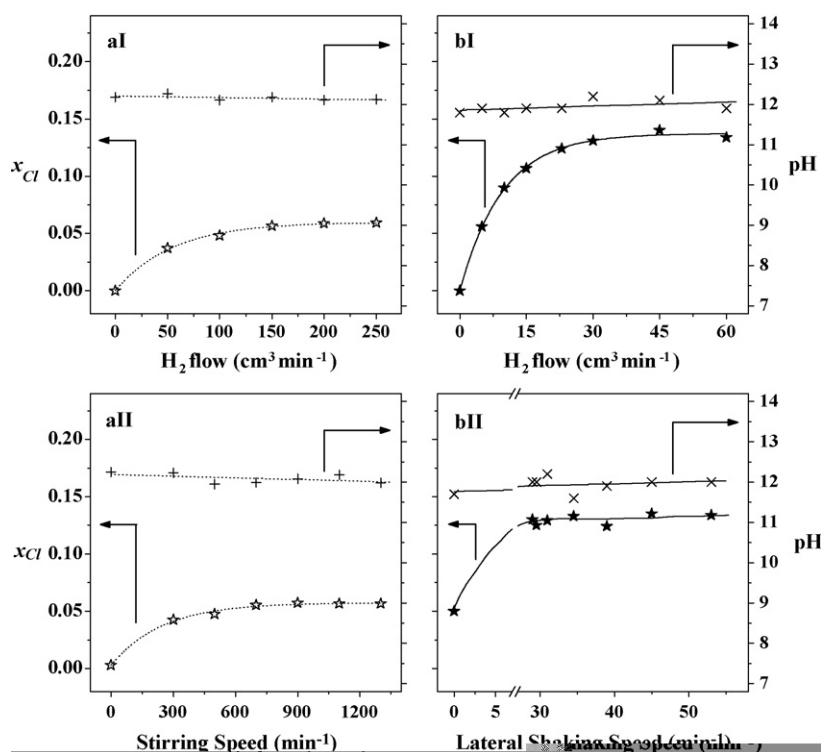 aI
0.20
0.15
0.10
0.05
0.00
x_Cl
0 50 100 150 200 250
H₂ flow (cm³ min⁻¹)
bI
14
13
12
11
10
9
8
7
pH
0 15 30 45 60
H₂ flow (cm³ min⁻¹)
aII
0.20
0.15
0.10
0.05
0.00
x_Cl
0 300 600 900 1200
Stirring Speed (min⁻¹)
bII
14
13
12
11
10
9
8
7
pH
0 5 30 40 50
Lateral Shaking Speed (min⁻¹)